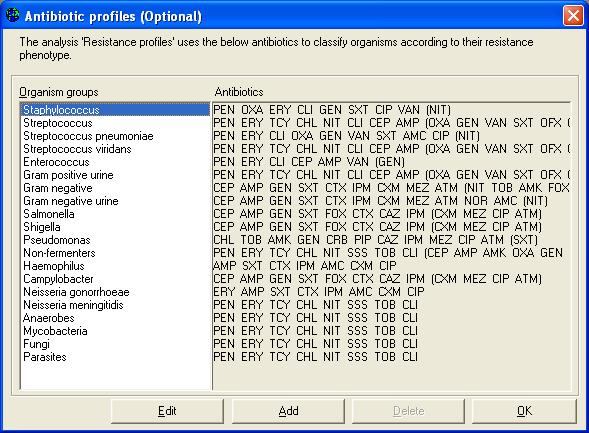 Antibiotic profiles (Optional)
The analysis 'Resistance profiles' uses the below antibiotics to classify organisms according to their resistance
phenotype.
Organism groups Antibiotics
Staphylococcus PEN OXA ERY CLI GEN SXT CIP VAN (NIT)
Streptococcus PEN ERY TCY CHL NIT CLI CEP AMP (OXA GEN VAN SXT OFX
Streptococcus pneumoniae PEN ERY CLI OXA GEN VAN SXT AMC CIP (NIT)
Streptococcus viridans PEN ERY TCY CHL NIT CLI CEP AMP (OXA GEN VAN SXT OFX
Enterococcus PEN ERY CLI CEP AMP VAN (GEN)
Gram positive urine PEN ERY TCY CHL NIT CLI CEP AMP (OXA GEN VAN SXT OFX
Gram negative CEP AMP GEN SXT CTX IPM CXM MEZ ATM (NIT TOB AMK FOX
Gram negative urine CEP AMP GEN SXT CTX IPM CXM MEZ ATM NOR AMC (NIT)
Salmonella CEP AMP GEN SXT FOX CTX CAZ IPM (CXM MEZ CIP ATM)
Shigella CEP AMP GEN SXT FOX CTX CAZ IPM (CXM MEZ CIP ATM)
Pseudomonas CHL TOB AMK GEN CRB PIP CAZ IPM MEZ CIP ATM (SXT)
Non-fermenters PEN ERY TCY CHL NIT SSS TOB CLI (CEP AMP AMK OXA GEN
Haemophilus AMP SXT CTX IPM AMC CXM CIP
Campylobacter CEP AMP GEN SXT FOX CTX CAZ IPM (CXM MEZ CIP ATM)
Neisseria gonorrhoeae ERY AMP SXT CTX IPM AMC CXM CIP
Neisseria meningitidis PEN ERY TCY CHL NIT SSS TOB CLI
Anaerobes PEN ERY TCY CHL NIT SSS TOB CLI
Mycobacteria PEN ERY TCY CHL NIT SSS TOB CLI
Fungi PEN ERY TCY CHL NIT SSS TOB CLI
Parasites PEN ERY TCY CHL NIT SSS TOB CLI
Edit Add Delete OK